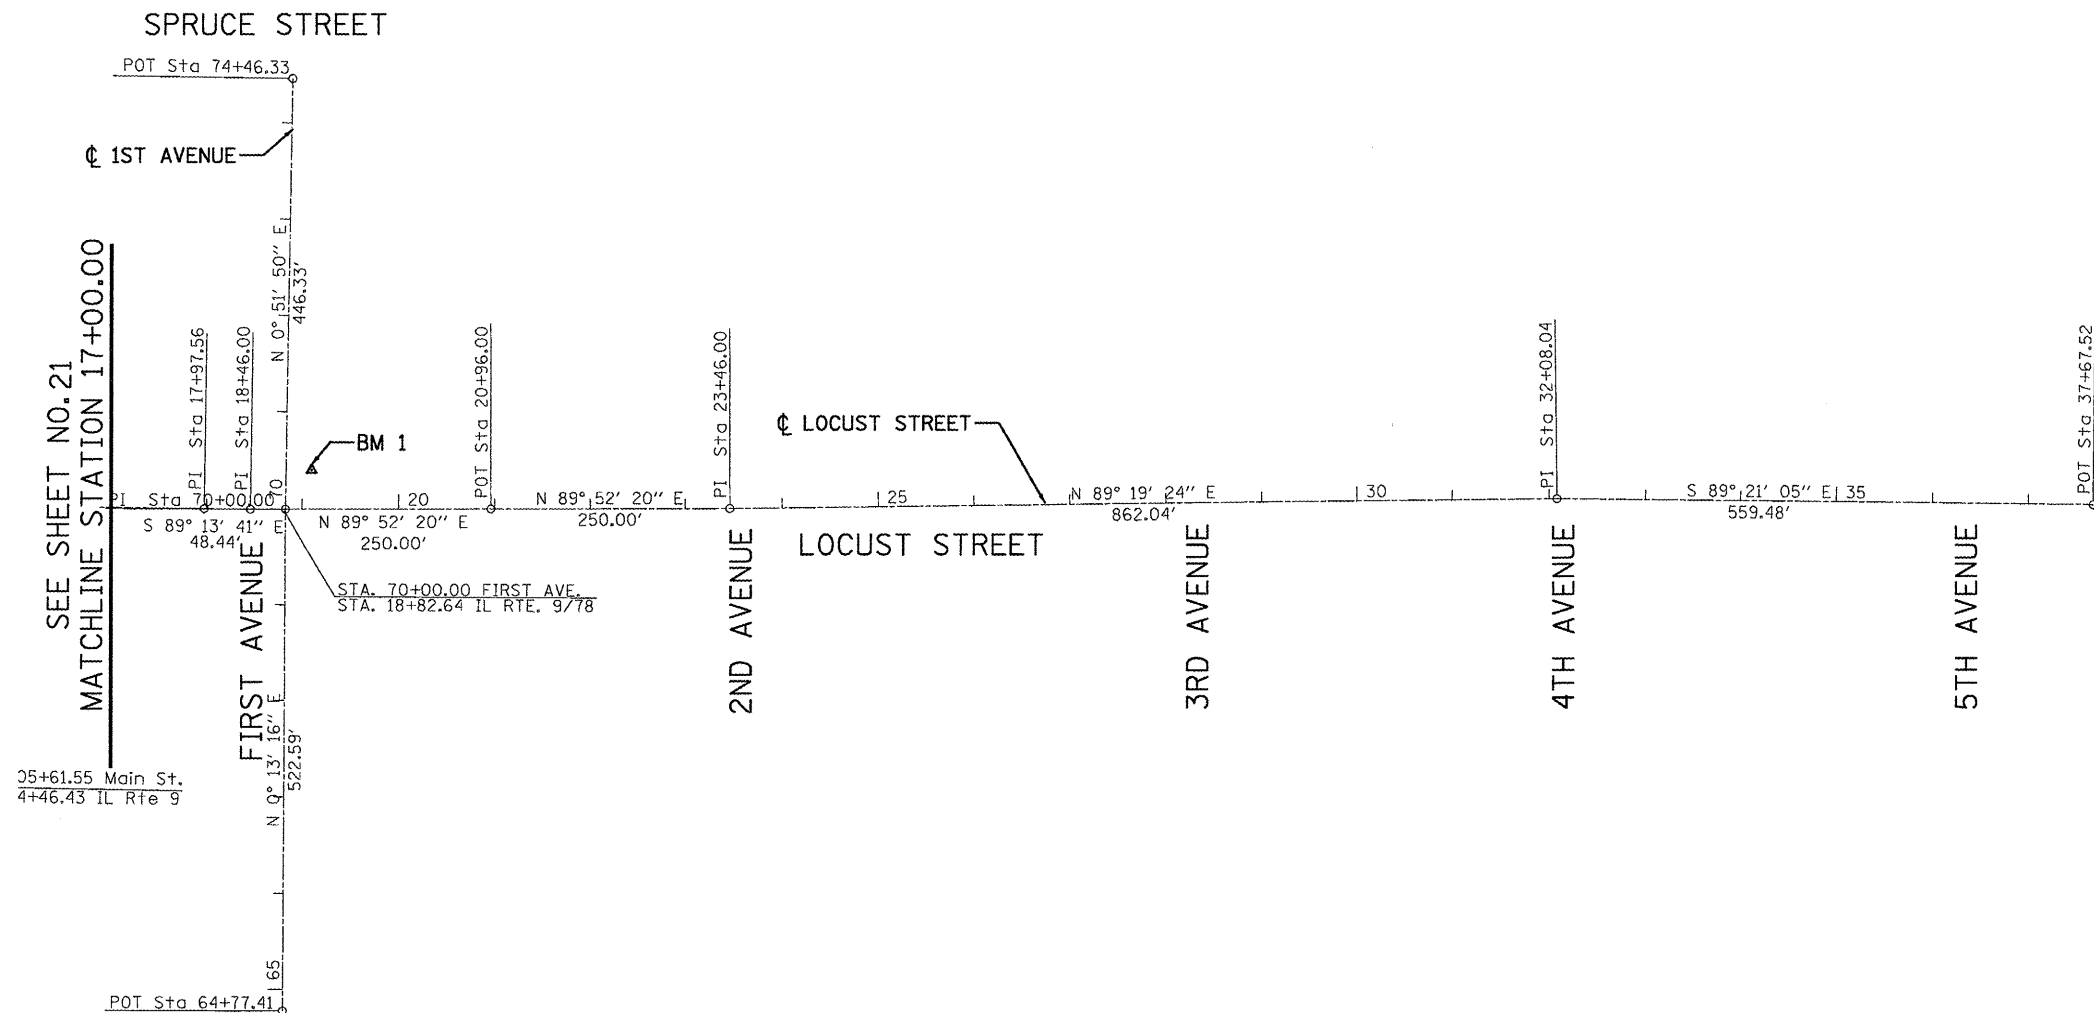 SPRUCE STREET
POT Sta 74+46.33
℄ 1ST AVENUE
N 0° 51' 50" E
446.33'
SEE SHEET NO.21
MATCHLINE STATION 17+00.00
PI Sta 17+97.56
PI Sta 18+46.00
70
BM 1
POT Sta 20+96.00
PI Sta 23+46.00
℄ LOCUST STREET
PI Sta 32+08.04
POT Sta 37+67.52
PI Sta 70+00.00
20
N 89° 52' 20" E
25
N 89° 19' 24" E
30
S 89° 21' 05" E
35
S 89° 13' 41" E
48.44'
N 89° 52' 20" E
250.00'
250.00'
862.04'
559.48'
FIRST AVENUE
2ND AVENUE
LOCUST STREET
3RD AVENUE
4TH AVENUE
5TH AVENUE
STA. 70+00.00 FIRST AVE.
STA. 18+82.64 IL RTE. 9/78
N 0° 13' 16" E
522.59'
05+61.55 Main St.
4+46.43 IL Rte 9
65
POT Sta 64+77.41